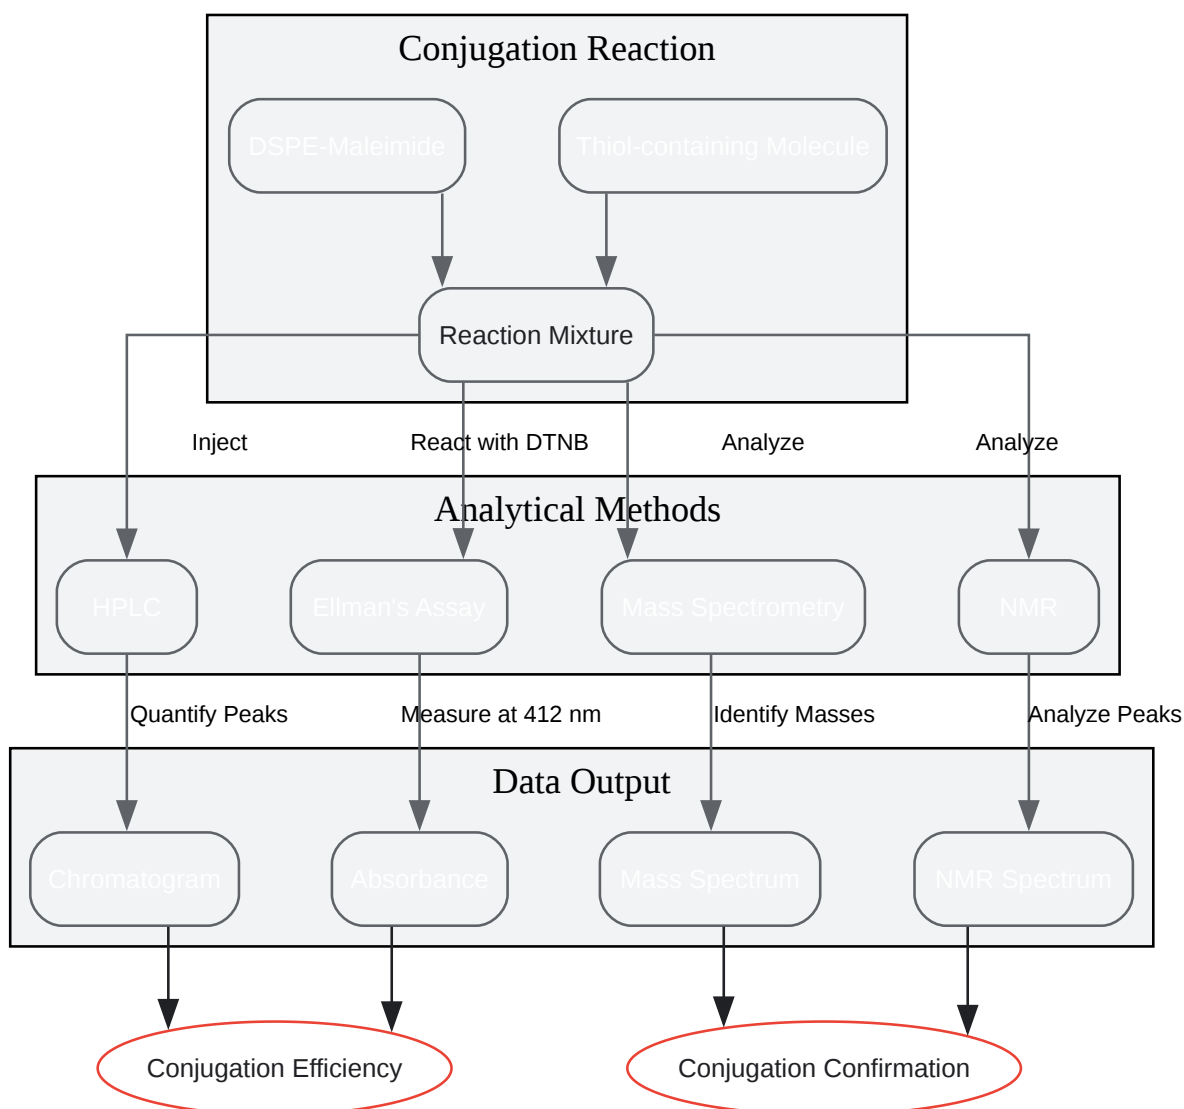 Conjugation Reaction
DSPE-Maleimide
Thiol-containing Molecule
Reaction Mixture
Inject
React with DTNB
Analyze
Analyze
Analytical Methods
HPLC
Ellman's Assay
Mass Spectrometry
NMR
Quantify Peaks
Measure at 412 nm
Identify Masses
Analyze Peaks
Data Output
Chromatogram
Absorbance
Mass Spectrum
NMR Spectrum
Conjugation Efficiency
Conjugation Confirmation